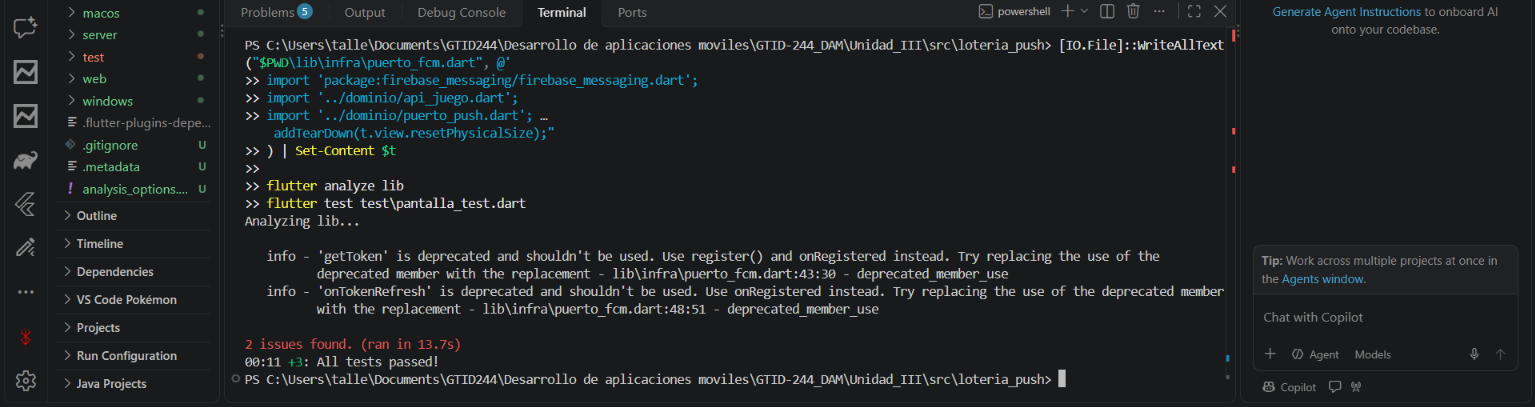 macos
server
test
web
windows
.flutter-plugins-depe...
.gitignore U
.metadata U
analysis_options.... U
Outline
Timeline
Dependencies
VS Code Pokémon
Projects
Run Configuration
Java Projects
Problems 5 Output Debug Console Terminal Ports
powershell
PS C:\Users\talle\Documents\GTID244\Desarrollo de aplicaciones moviles\GTID-244_DAM\Unidad_III\src\loteria_push> [IO.File]::WriteAllText
("$PWD\lib\infra\puerto_fcm.dart", @'
>> import 'package:firebase_messaging/firebase_messaging.dart';
>> import '../dominio/api_juego.dart';
>> import '../dominio/puerto_push.dart'; …
addTearDown(t.view.resetPhysicalSize);"
>> ) | Set-Content $t
>>
>> flutter analyze lib
>> flutter test test\pantalla_test.dart
Analyzing lib...
info - 'getToken' is deprecated and shouldn't be used. Use register() and onRegistered instead. Try replacing the use of the
deprecated member with the replacement - lib\infra\puerto_fcm.dart:43:30 - deprecated_member_use
info - 'onTokenRefresh' is deprecated and shouldn't be used. Use onRegistered instead. Try replacing the use of the deprecated member
with the replacement - lib\infra\puerto_fcm.dart:48:51 - deprecated_member_use
2 issues found. (ran in 13.7s)
00:11 +3: All tests passed!
PS C:\Users\talle\Documents\GTID244\Desarrollo de aplicaciones moviles\GTID-244_DAM\Unidad_III\src\loteria_push>
Generate Agent Instructions to onboard AI
onto your codebase.
Tip: Work across multiple projects at once in
the Agents window.
Chat with Copilot
Agent Models
Copilot